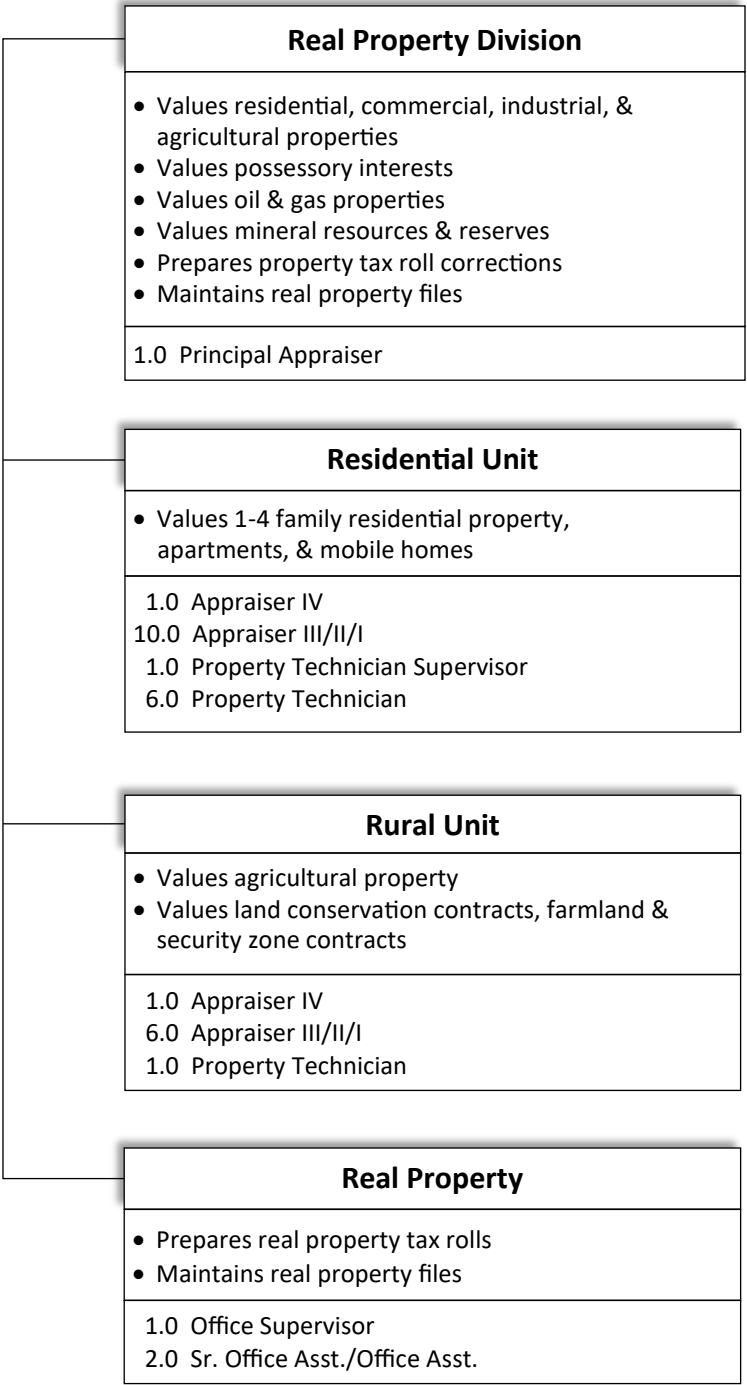 Real Property Division
• Values residential, commercial, industrial, &
agricultural properties
• Values possessory interests
• Values oil & gas properties
• Values mineral resources & reserves
• Prepares property tax roll corrections
• Maintains real property files
1.0 Principal Appraiser
Residential Unit
• Values 1-4 family residential property,
apartments, & mobile homes
1.0 Appraiser IV
10.0 Appraiser III/II/I
1.0 Property Technician Supervisor
6.0 Property Technician
Rural Unit
• Values agricultural property
• Values land conservation contracts, farmland &
security zone contracts
1.0 Appraiser IV
6.0 Appraiser III/II/I
1.0 Property Technician
Real Property
• Prepares real property tax rolls
• Maintains real property files
1.0 Office Supervisor
2.0 Sr. Office Asst./Office Asst.